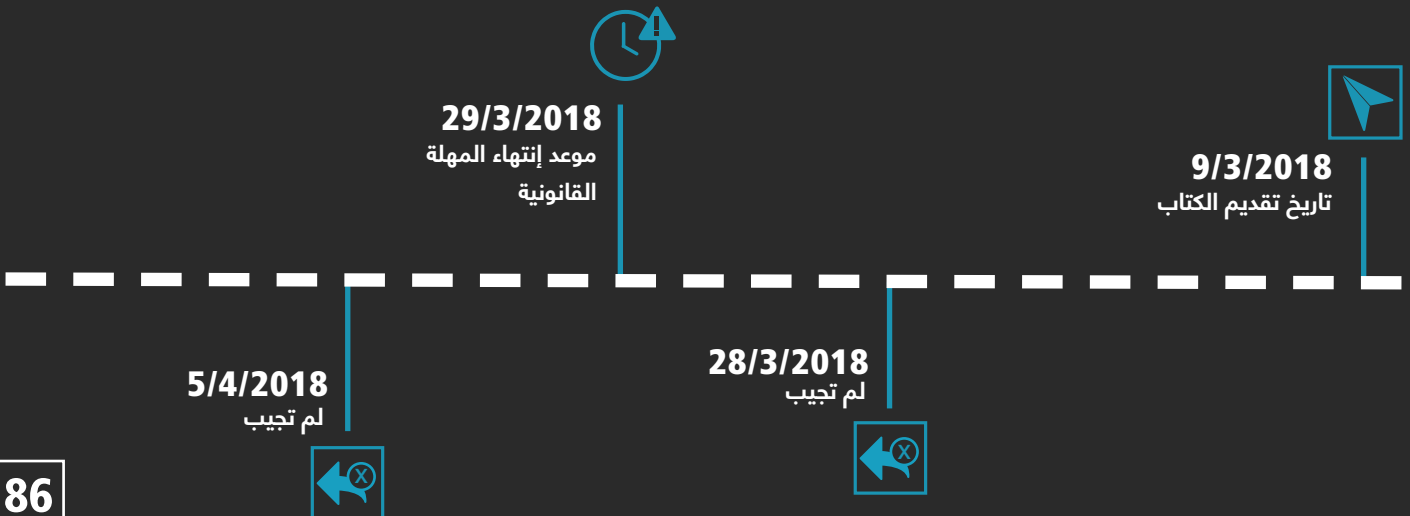 9/3/2018
تاريخ تقديم الكتاب
28/3/2018
لم تجيب
29/3/2018
موعد إنتهاء المهلة
القانونية
5/4/2018
لم تجيب
86